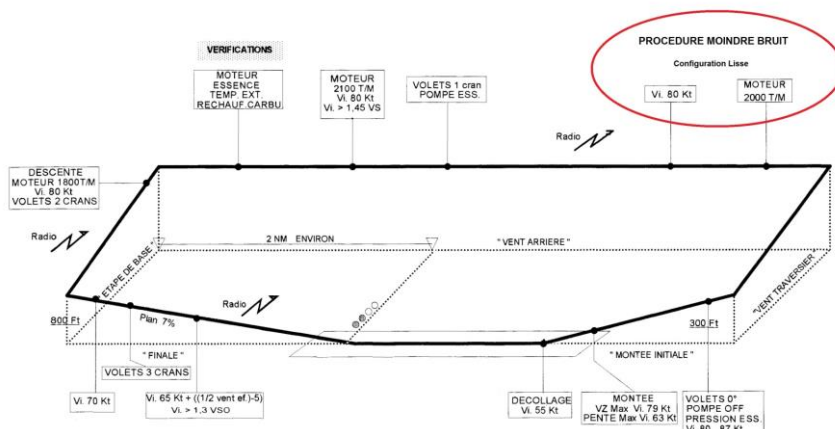 PROCEDURE MOINDRE BRUIT
Configuration Lisse
VERIFICATIONS
MOTEUR
ESSENCE
TEMP. EXT.
RECHAUF.CARBU
MOTEUR
2100 T/M
Vi. 80 Kt
Vi. > 1,45 VS
VOLETS 1 cran
POMPE ESS.
Vi. 80 Kt
MOTEUR
2000 T/M
Radio
DESCENTE
MOTEUR 1800T/M
Vi. 80 Kt
VOLETS 2 CRANS
Radio
2 NM ENVIRON
" VENT ARRIERE "
" ETAPE DE BASE "
"VENT TRAVERSIER"
Radio
800 Ft
Plan 7%
300 Ft
" FINALE "
" MONTEE INITIALE "
VOLETS 3 CRANS
Vi. 70 Kt
Vi. 65 Kt + ((1/2 vent ef.)-5)
Vi. > 1,3 VSO
DECOLLAGE
Vi. 55 Kt
MONTEE
VZ Max Vi. 79 Kt
PENTE Max Vi. 63 Kt
VOLETS 0°
POMPE OFF
PRESSION ESS.
Vi. 80 - 87 Kt